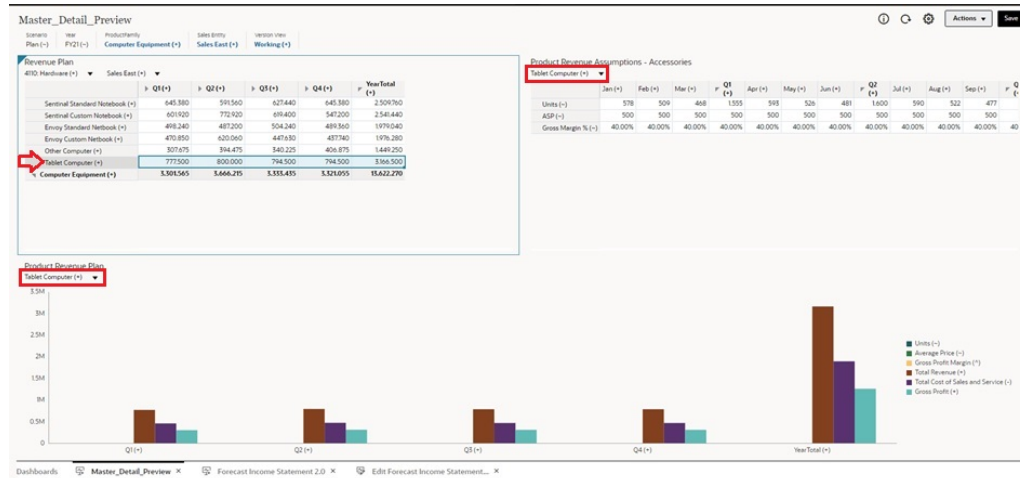 Master_Detail_Preview
Actions
Save
Scenario Year ProductFamily Sales Entity Version View
Plan (~) FY21 (~) Computer Equipment (+) Sales East (+) Working (+)
Revenue Plan
4110: Hardware (+) Sales East (+)
Q1 (+) Q2 (+) Q3 (+) Q4 (+) YearTotal (+)
Sentinal Standard Notebook (+) 645.380 591.560 627.440 645.380 2.509.760
Sentinal Custom Notebook (+) 601.920 772.920 619.400 547.200 2.541.440
Envoy Standard Netbook (+) 498.240 487.200 504.240 489.360 1.979.040
Envoy Custom Netbook (+) 470.850 620.060 447.630 437.740 1.976.280
Other Computer (+) 307.675 394.475 340.225 406.875 1.449.250
Tablet Computer (+) 777.500 800.000 794.500 794.500 3.166.500
Computer Equipment (+) 3.301.565 3.666.215 3.333.435 3.321.055 13.622.270
Product Revenue Assumptions - Accessories
Tablet Computer (+)
Jan (+) Feb (+) Mar (+) Q1 (+) Apr (+) May (+) Jun (+) Q2 (+) Jul (+) Aug (+) Sep (+)
Units (~) 578 509 468 1.555 593 526 481 1.600 590 522 477
ASP (~) 500 500 500 500 500 500 500 500 500 500 500
Gross Margin % (~) 40.00% 40.00% 40.00% 40.00% 40.00% 40.00% 40.00% 40.00% 40.00% 40.00% 40.00% 40
Product Revenue Plan
Tablet Computer (+)
3.5M
3M
2.5M
2M
1.5M
1M
0.5M
0
Q1 (+) Q2 (+) Q3 (+) Q4 (+) YearTotal (+)
Units (~)
Average Price (~)
Gross Profit Margin (^)
Total Revenue (+)
Total Cost of Sales and Service (-)
Gross Profit (+)
Dashboards Master_Detail_Preview × Forecast Income Statement 2.0 × Edit Forecast Income Statement... ×